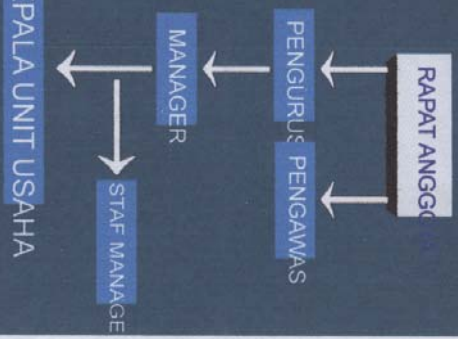 RAPAT ANGGO
PENGURUS PENGAWAS
MANAGER
STAF MANAGE
PALA UNIT USAHA